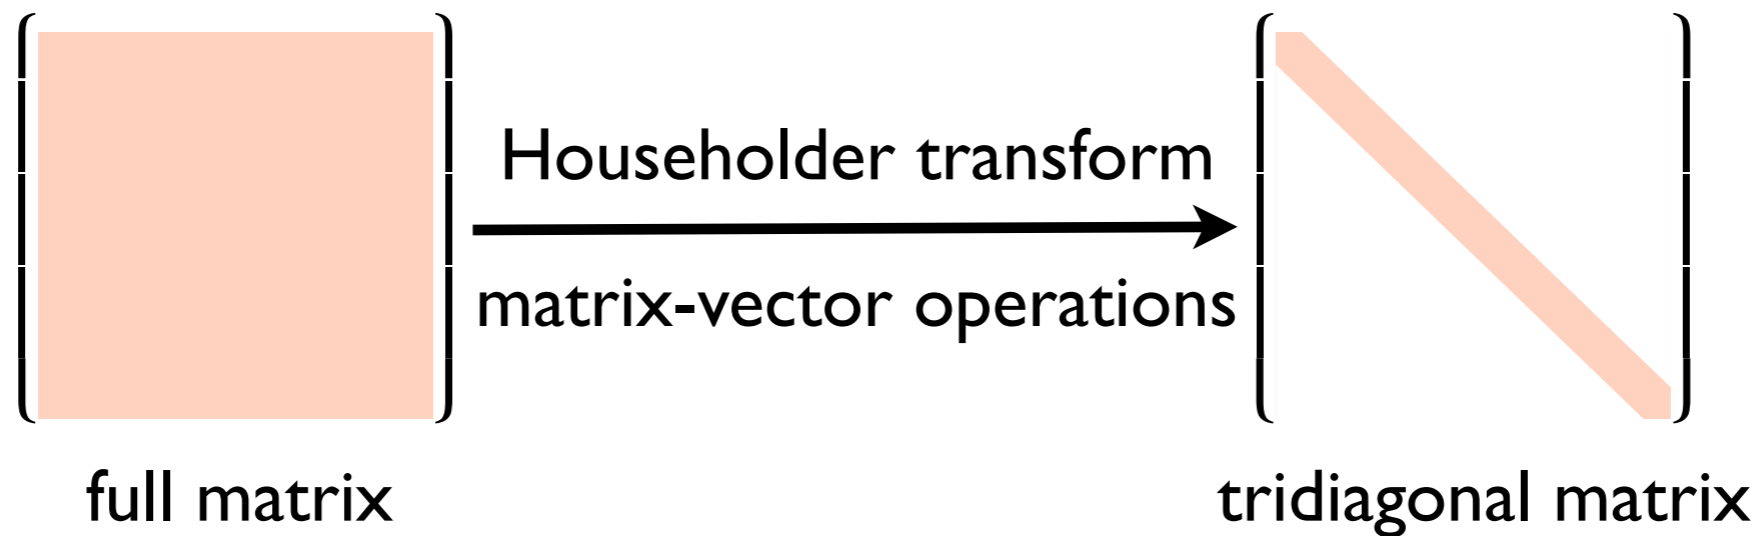 Householder transform
matrix-vector operations
full matrix
tridiagonal matrix